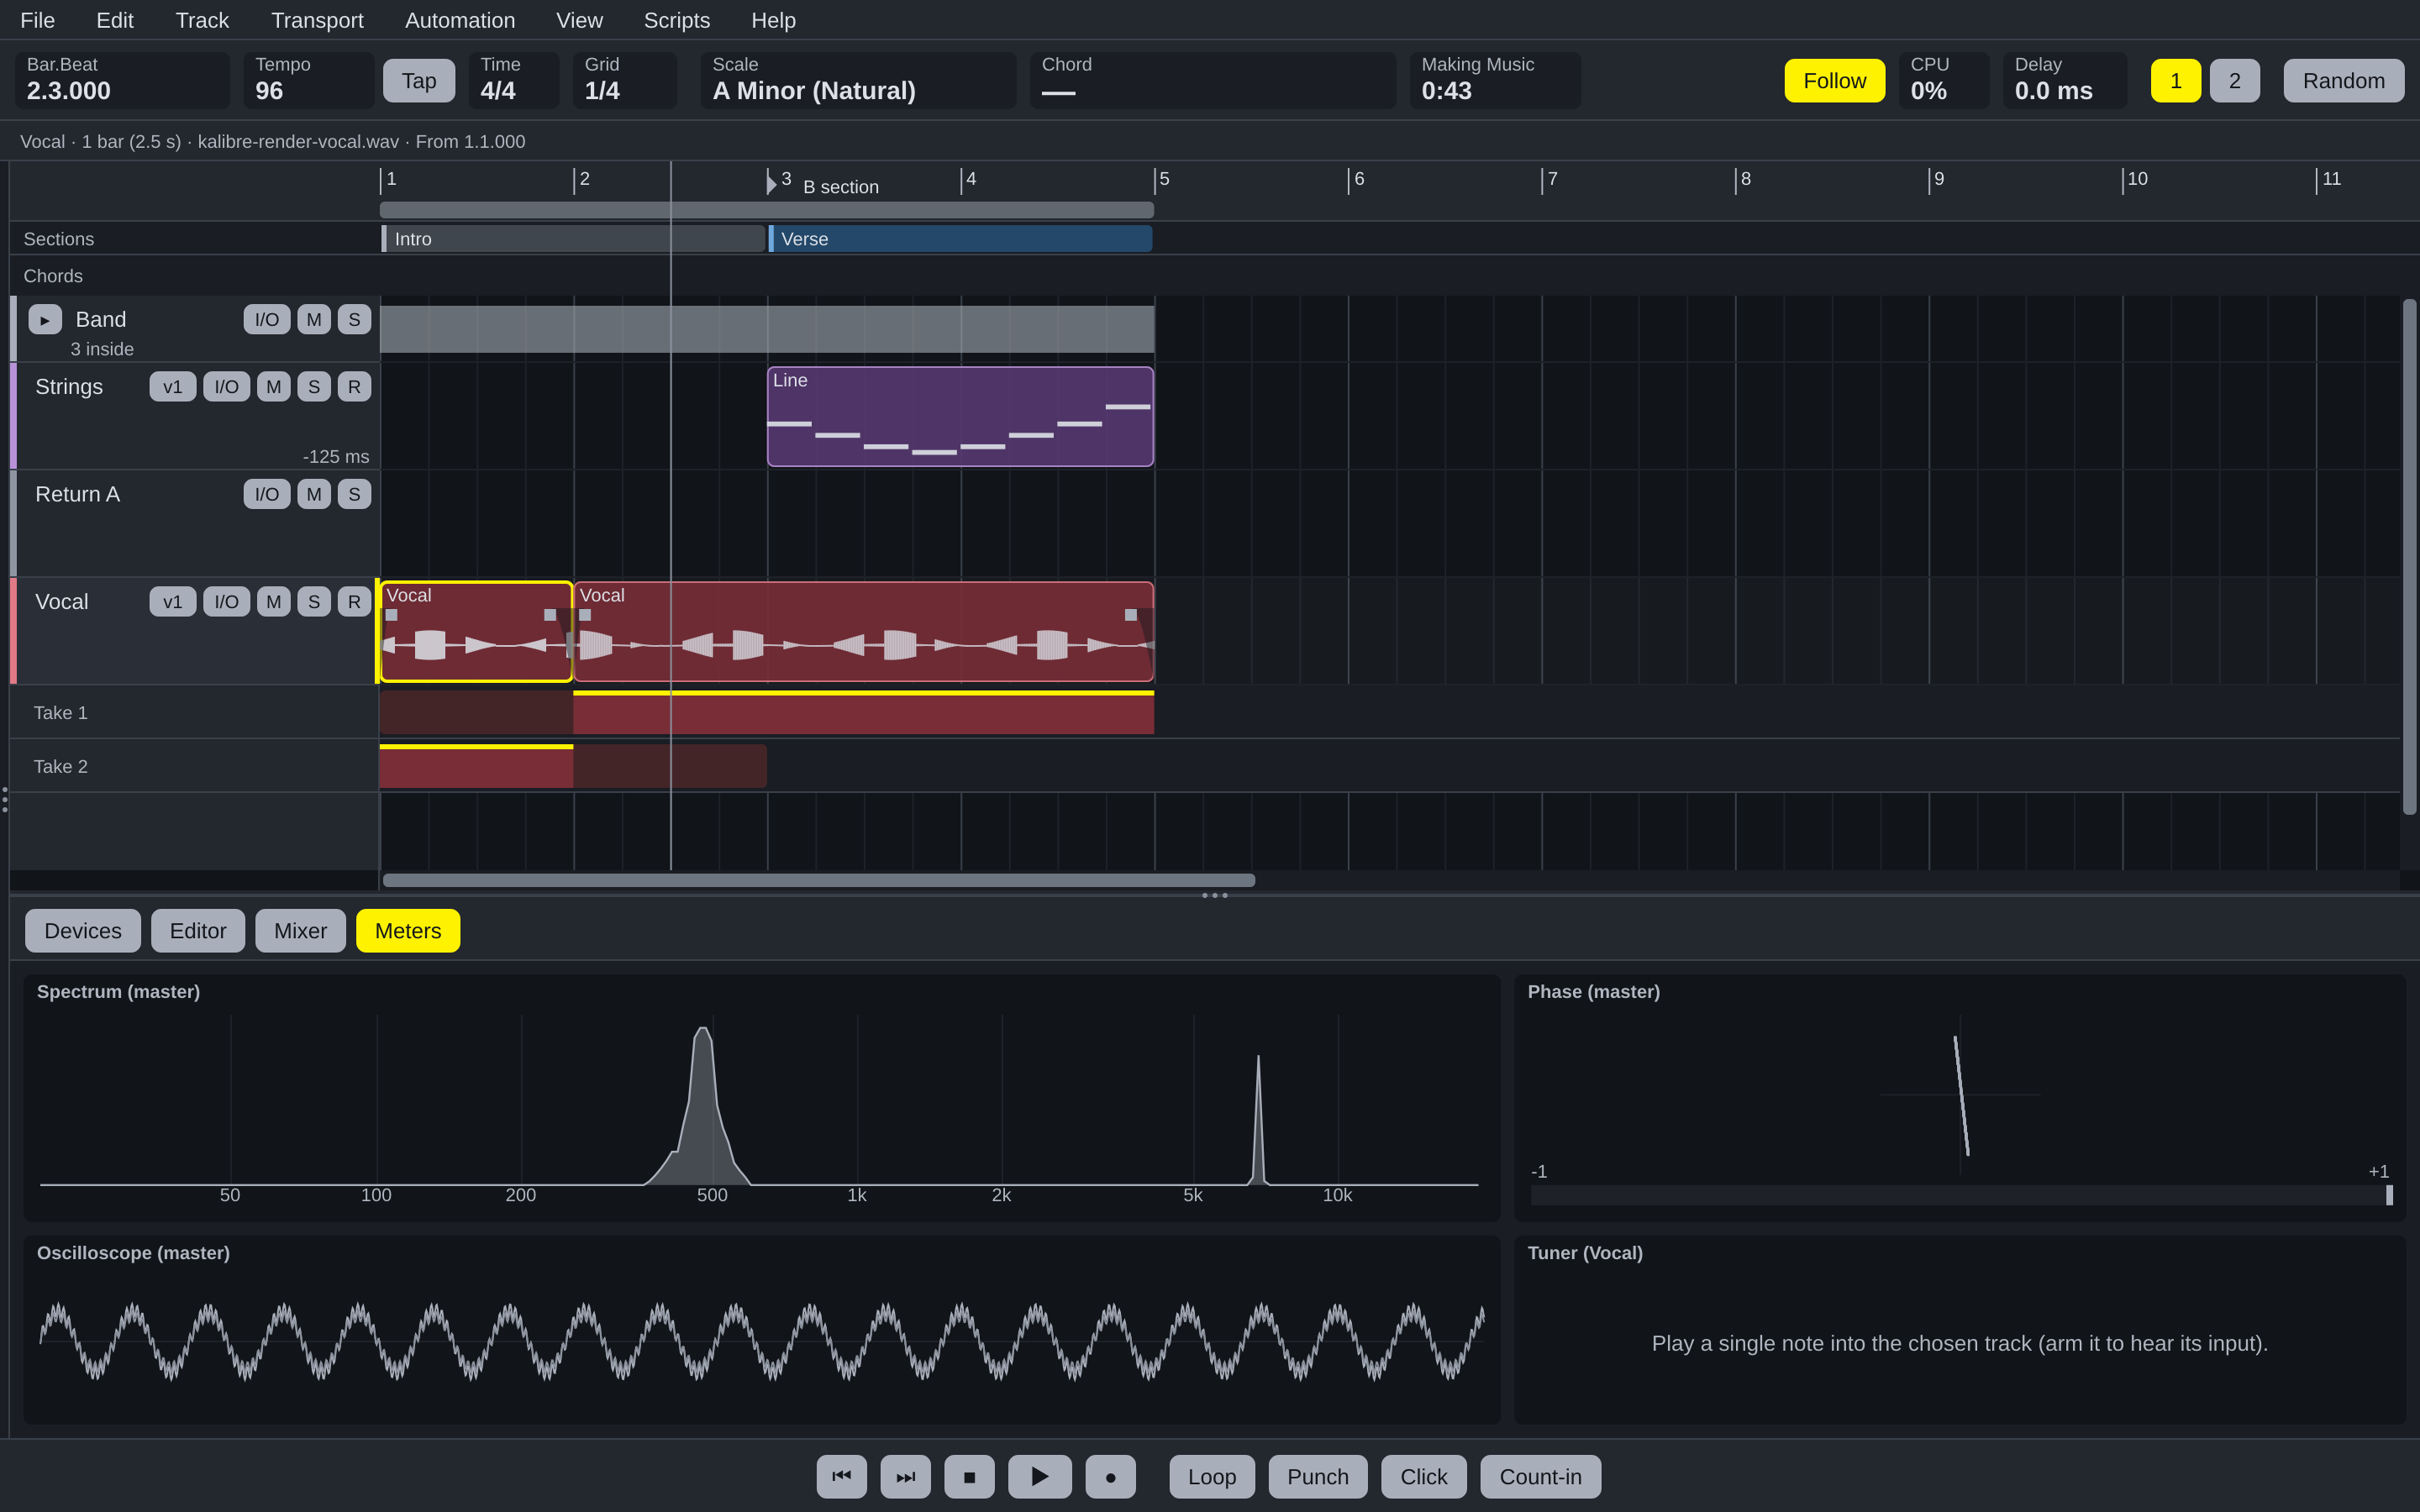 File Edit Track Transport Automation View Scripts Help
Bar.Beat Tempo Time Grid Scale Chord Making Music CPU Delay
2.3.000 96 Tap 4/4 1/4 A Minor (Natural) — 0:43 Follow 0% 0.0 ms 1 2 Random
Vocal · 1 bar (2.5 s) · kalibre-render-vocal.wav · From 1.1.000
1 2 3 B section 4 5 6 7 8 9 10 11
Sections Intro Verse
Chords
Band I/O M S
3 inside
Strings v1 I/O M S R Line
-125 ms
Return A I/O M S
Vocal v1 I/O M S R Vocal Vocal
Take 1
Take 2
Devices Editor Mixer Meters
Spectrum (master) Phase (master)
-1 +1
50 100 200 500 1k 2k 5k 10k
Oscilloscope (master) Tuner (Vocal)
Play a single note into the chosen track (arm it to hear its input).
Loop Punch Click Count-in